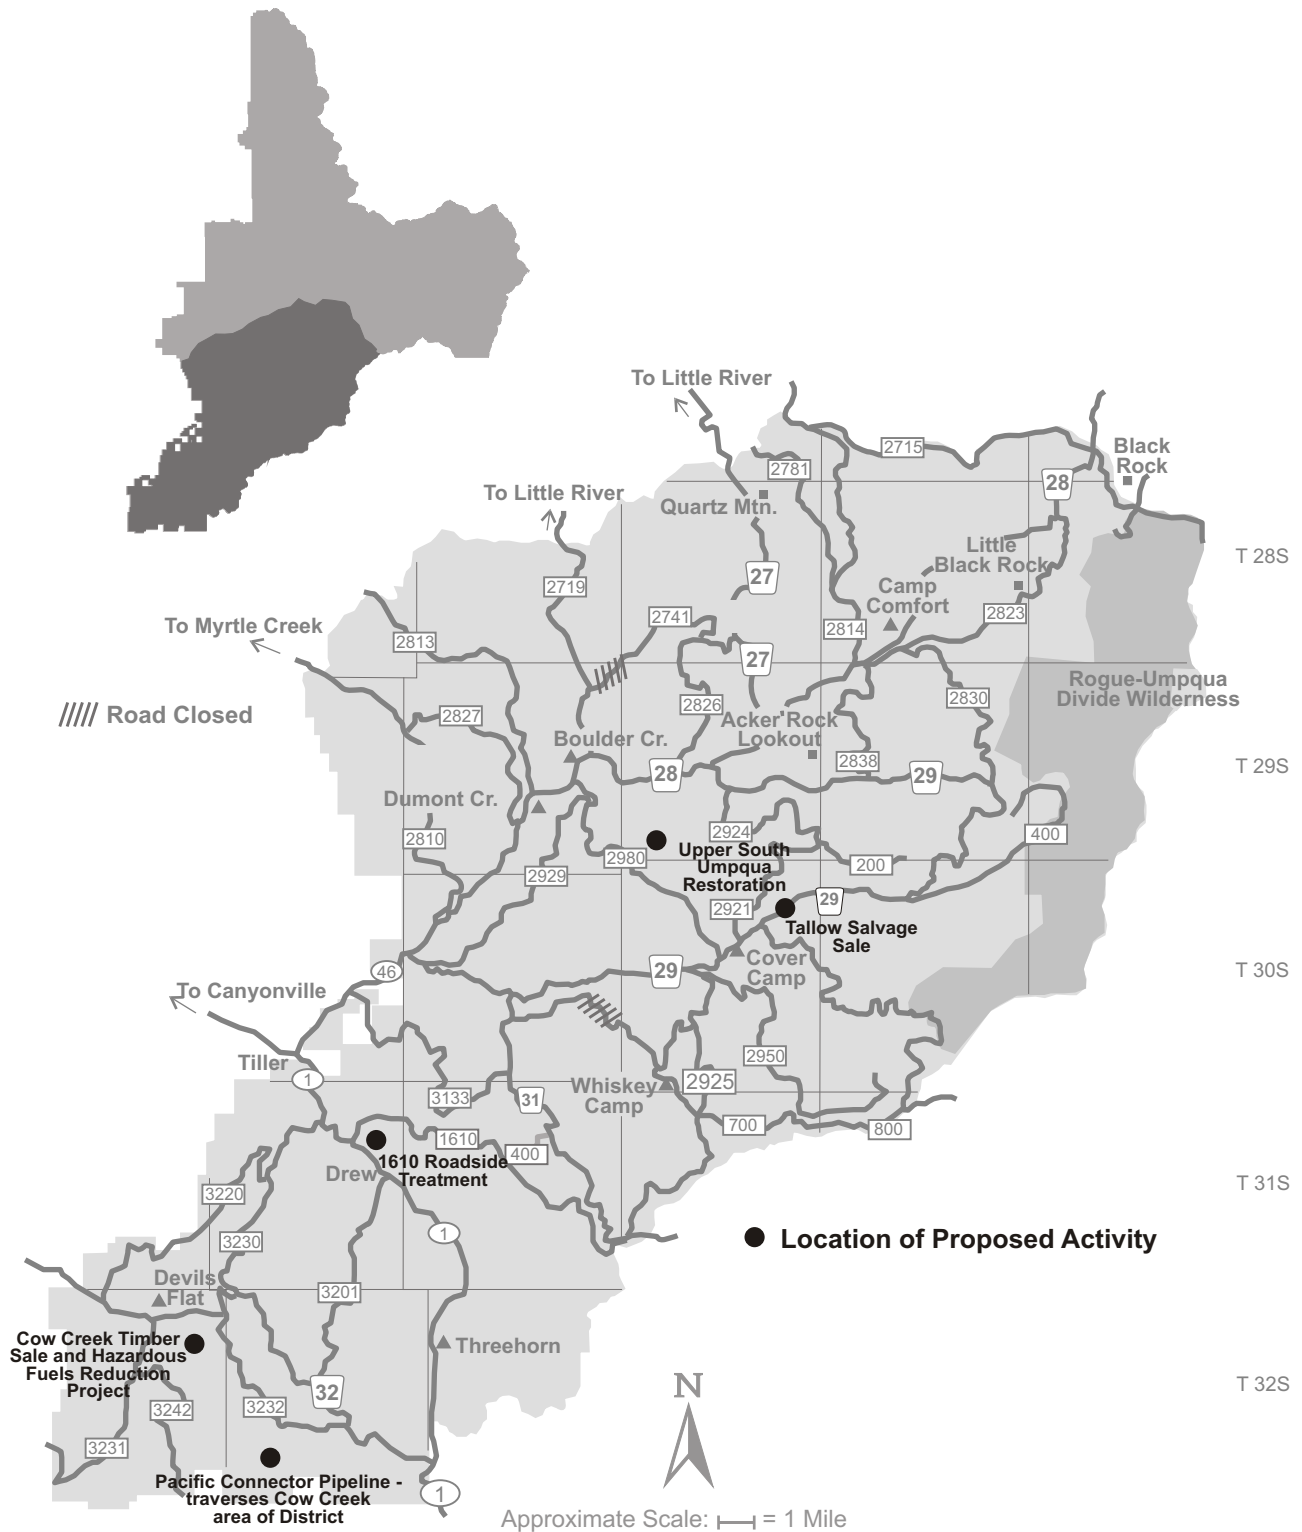 To Little River
2715
Black
Rock
2781
28
To Little River
Quartz Mtn.
Little
Black Rock
T 28S
27
2719
Camp
Comfort
2823
2741
To Myrtle Creek
2814
2813
27
Rogue-Umpqua
Divide Wilderness
2830
2826
Road Closed
2827
Acker Rock
Lookout
Boulder Cr.
2838
T 29S
28
29
Dumont Cr.
2810
2924
400
Upper South
Umpqua
Restoration
2980
200
2929
29
2921
Tallow Salvage
Sale
Cover
Camp
46
29
T 30S
To Canyonville
2950
Tiller
1
2925
Whiskey
Camp
3133
31
700
800
1610
400
1610 Roadside
Treatment
Drew
T 31S
3220
1
Location of Proposed Activity
3230
Devils
Flat
3201
Cow Creek Timber
Sale and Hazardous
Fuels Reduction
Project
Threehorn
N
T 32S
32
3242
3232
3231
Pacific Connector Pipeline -
traverses Cow Creek
area of District
1
Approximate Scale: = 1 Mile